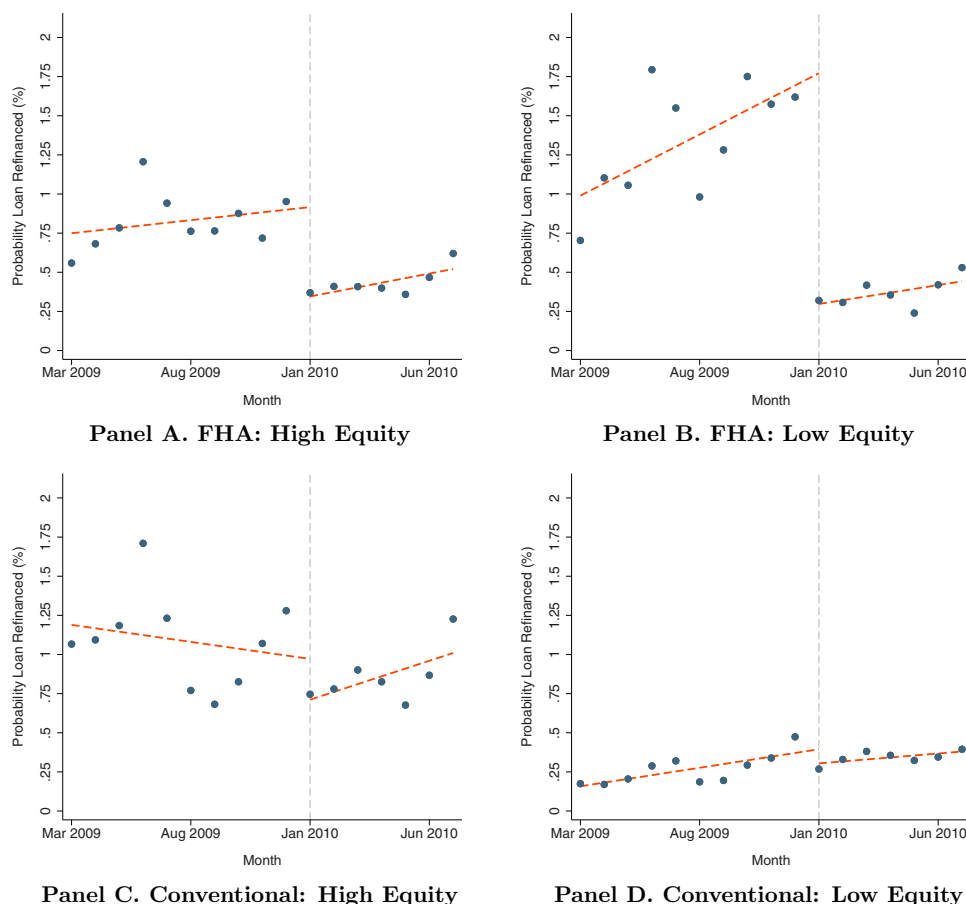 Probability Loan Refinanced (%)
2
1.75
1.5
1.25
1
.75
.5
.25
0
Mar 2009 Aug 2009 Jan 2010 Jun 2010
Month
Panel A. FHA: High Equity
Probability Loan Refinanced (%)
2
1.75
1.5
1.25
1
.75
.5
.25
0
Mar 2009 Aug 2009 Jan 2010 Jun 2010
Month
Panel B. FHA: Low Equity
Probability Loan Refinanced (%)
2
1.75
1.5
1.25
1
.75
.5
.25
0
Mar 2009 Aug 2009 Jan 2010 Jun 2010
Month
Panel C. Conventional: High Equity
Probability Loan Refinanced (%)
2
1.75
1.5
1.25
1
.75
.5
.25
0
Mar 2009 Aug 2009 Jan 2010 Jun 2010
Month
Panel D. Conventional: Low Equity